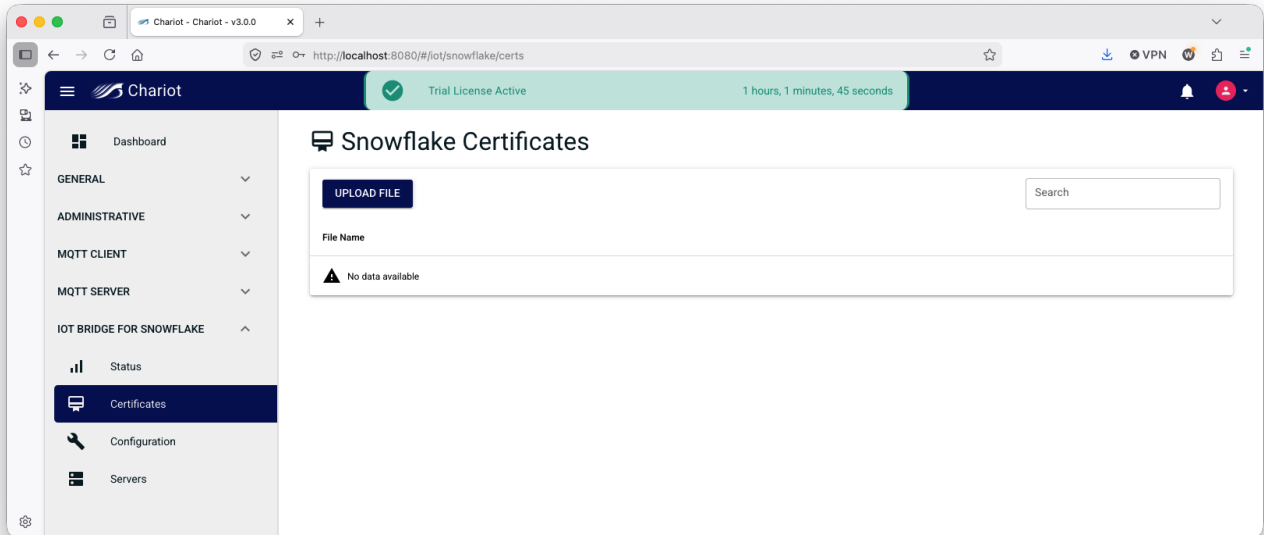 Chariot - Chariot - v3.0.0
http://localhost:8080/#/iot/snowflake/certs
VPN
W
Chariot
Trial License Active
1 hours, 1 minutes, 45 seconds
Dashboard
GENERAL
ADMINISTRATIVE
MQTT CLIENT
MQTT SERVER
IOT BRIDGE FOR SNOWFLAKE
Status
Certificates
Configuration
Servers
Snowflake Certificates
UPLOAD FILE
Search
File Name
No data available